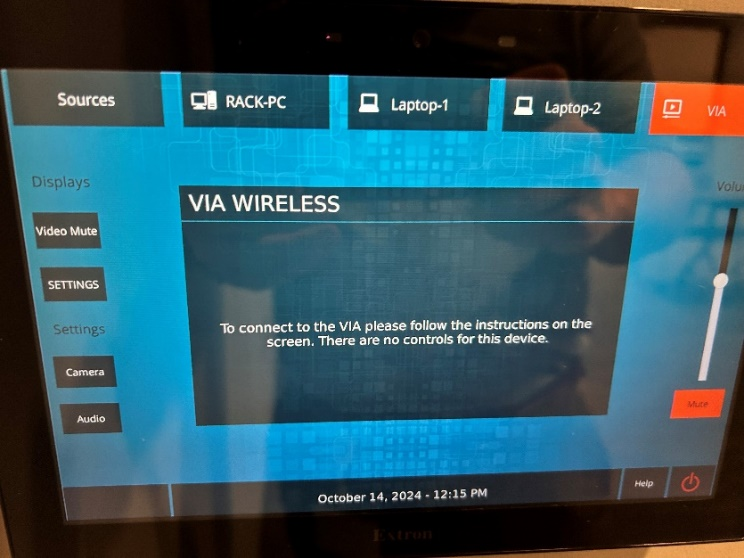 Sources
RACK-PC
Laptop-1
Laptop-2
VIA
Displays
Video Mute
SETTINGS
Settings
Camera
Audio
VIA WIRELESS
To connect to the VIA please follow the instructions on the
screen. There are no controls for this device.
Mute
October 14, 2024 - 12:15 PM
Help
Extron